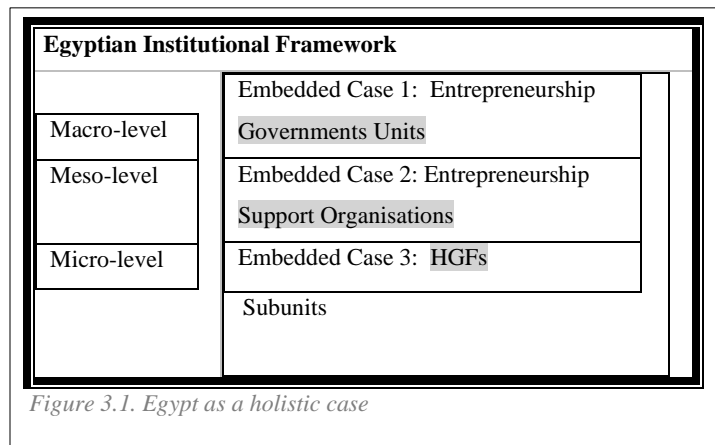 Egyptian Institutional Framework
Macro-level
Meso-level
Micro-level
Embedded Case 1: Entrepreneurship
Governments Units
Embedded Case 2: Entrepreneurship
Support Organisations
Embedded Case 3: HGFs
Subunits
Figure 3.1. Egypt as a holistic case